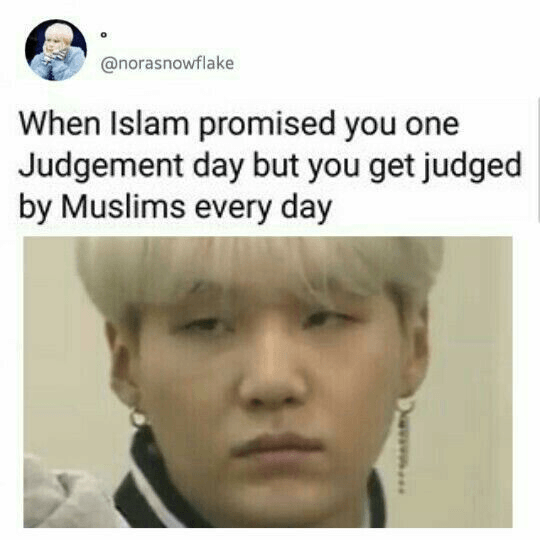 @norasnowflake
When Islam promised you one
Judgement day but you get judged
by Muslims every day